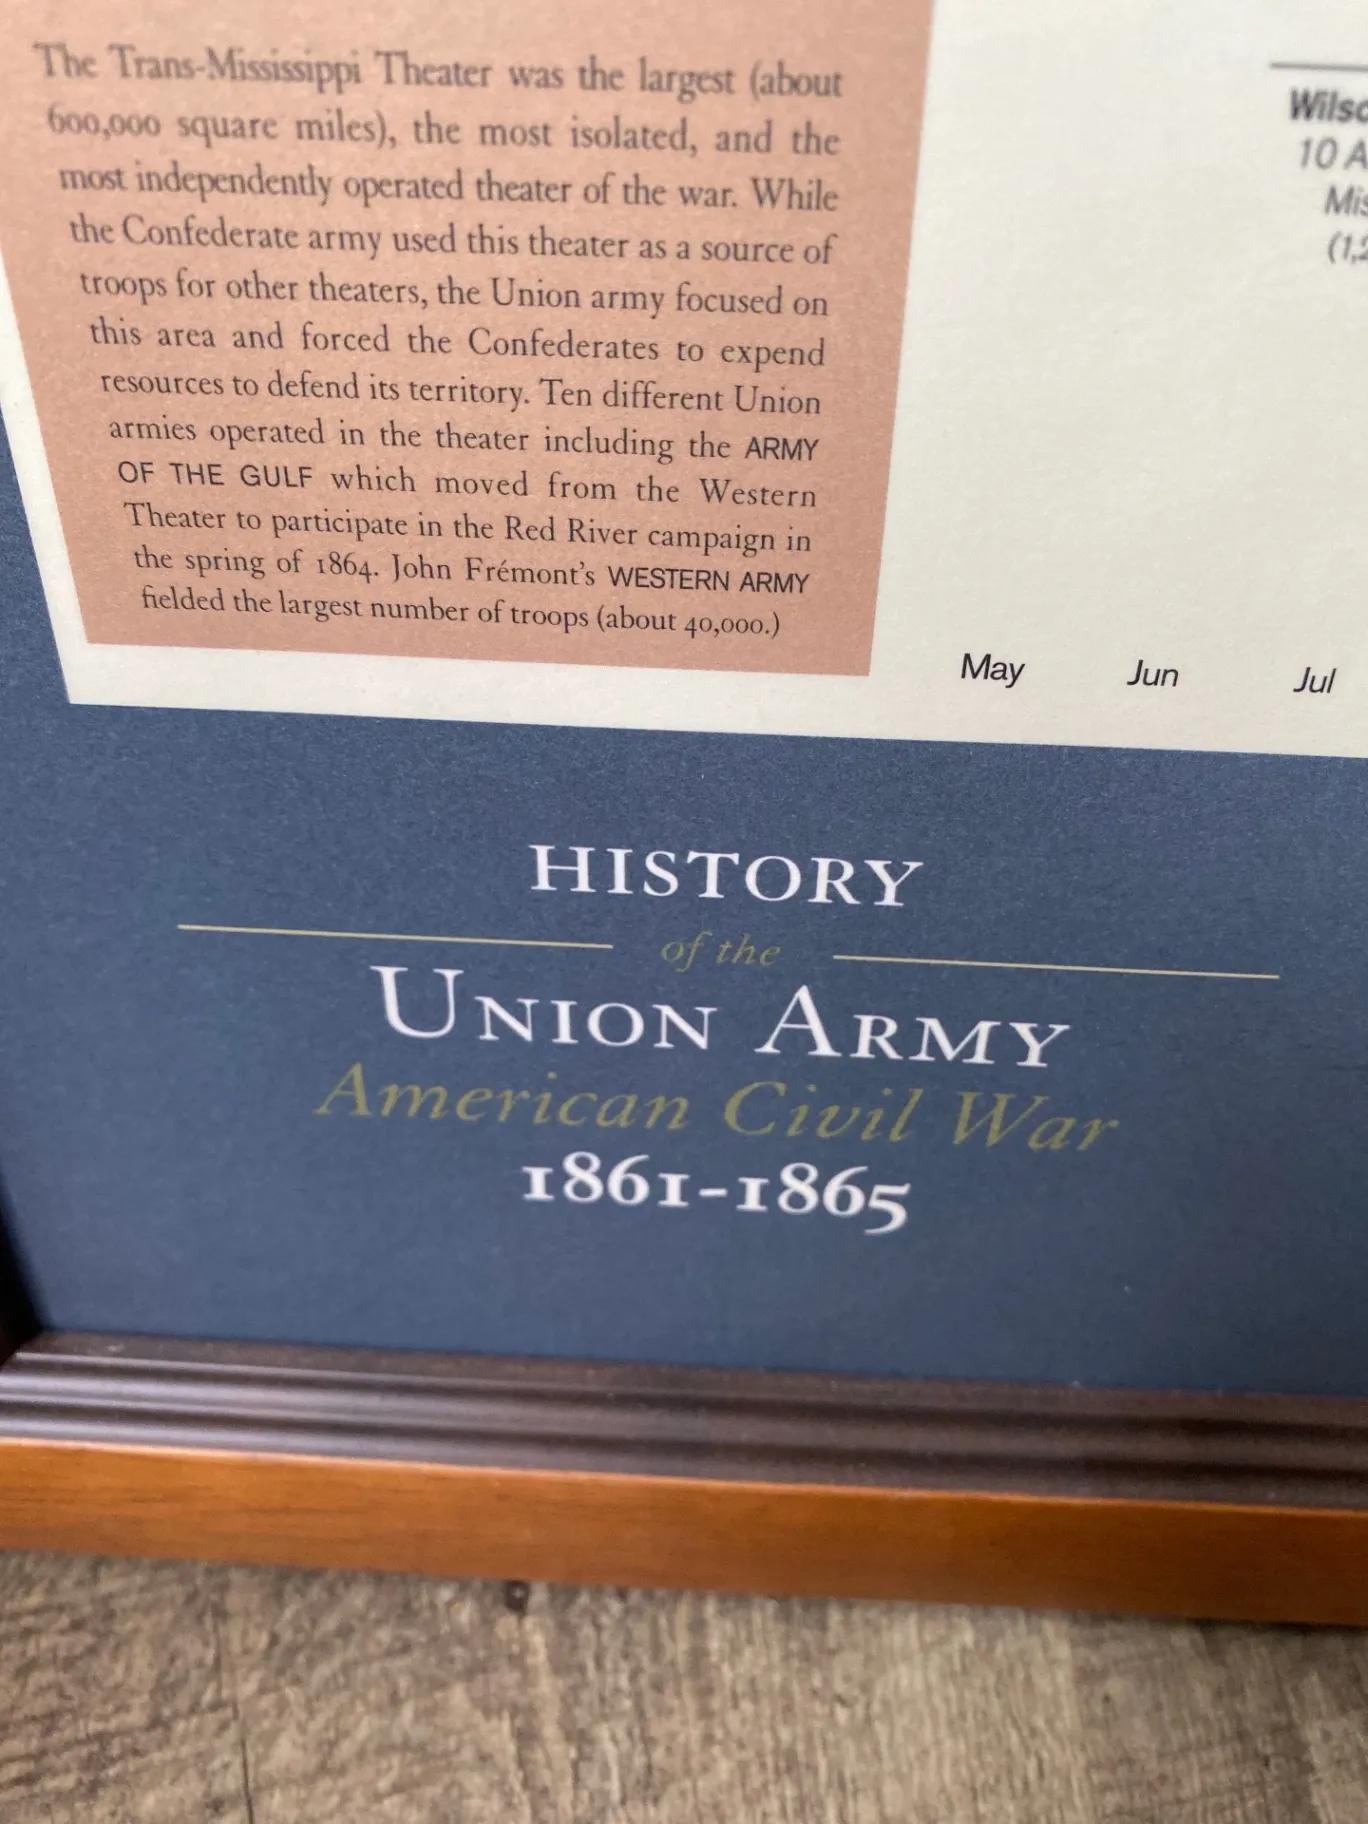 The Trans-Mississippi Theater was the largest (about
600,000 square miles), the most isolated, and the
most independently operated theater of the war. While
the Confederate army used this theater as a source of
troops for other theaters, the Union army focused on
this area and forced the Confederates to expend
resources to defend its territory. Ten different Union
armies operated in the theater including the ARMY
OF THE GULF which moved from the Western
Theater to participate in the Red River campaign in
the spring of 1864. John Frémont's WESTERN ARMY
fielded the largest number of troops (about 40,000.)
10 A
May Jun Jul
HISTORY
of the
UNION ARMY
American Civil War
1861-1865